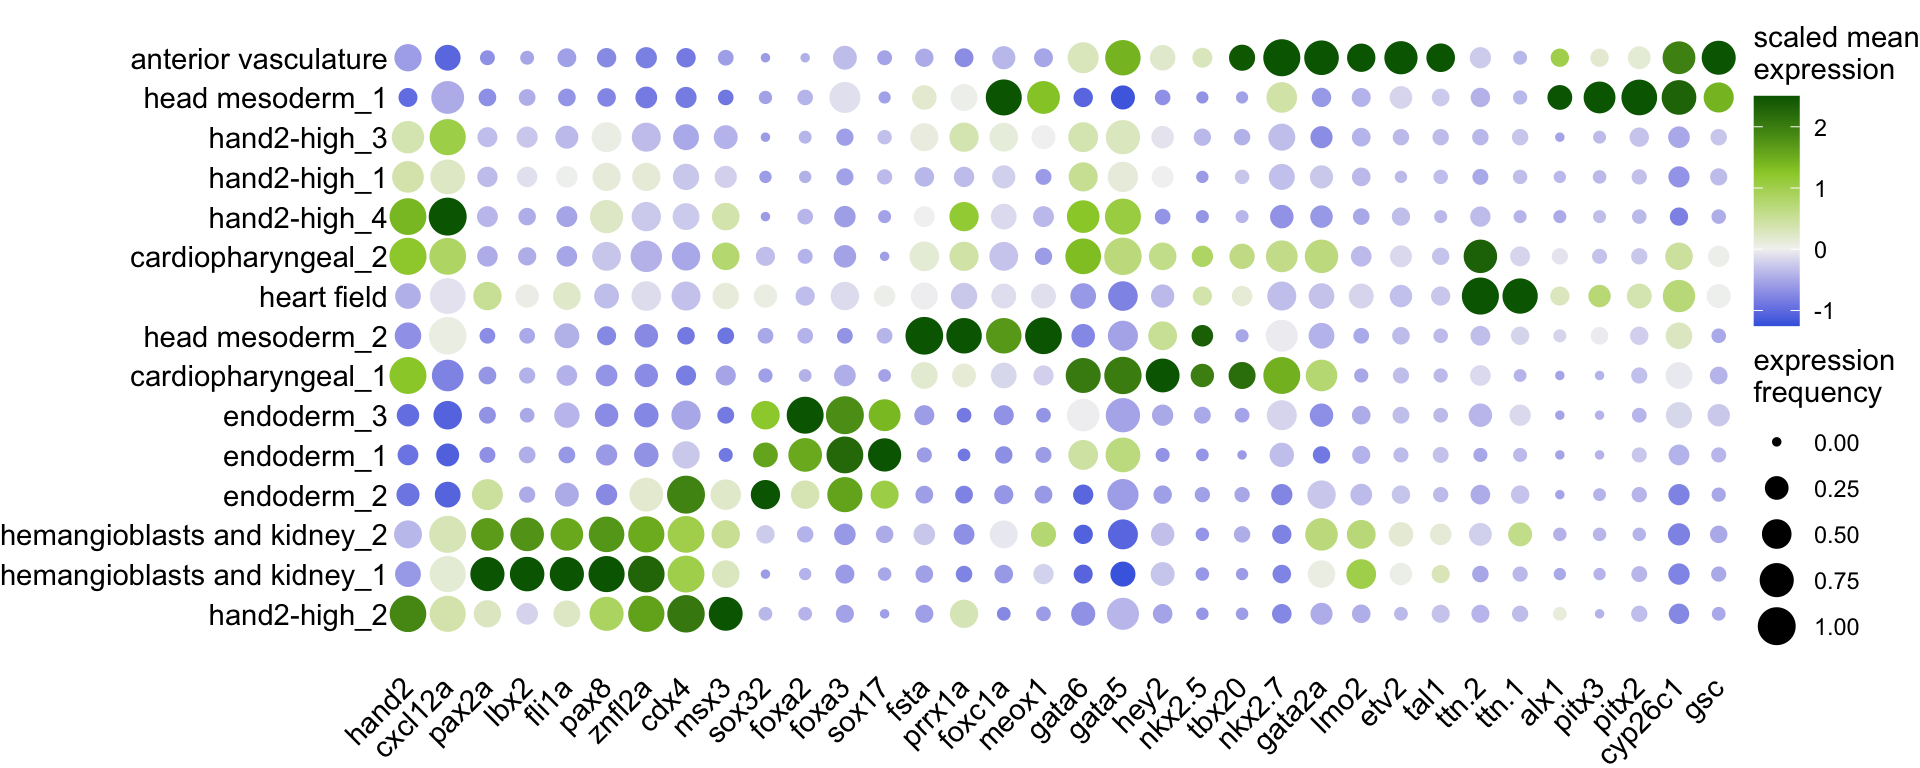 anterior vasculature
head mesoderm_1
hand2-high_3
hand2-high_1
hand2-high_4
cardiopharyngeal_2
heart field
head mesoderm_2
cardiopharyngeal_1
endoderm_3
endoderm_1
endoderm_2
hemangioblasts and kidney_2
hemangioblasts and kidney_1
hand2-high_2
hand2
cxcl12a
pax2a
lbx2
fli1a
pax8
znfl2a
cdx4
msx3
sox32
foxa2
foxa3
sox17
fsta
prrx1a
foxc1a
meox1
gata6
gata5
hey2
nkx2.5
tbx20
nkx2.7
gata2a
lmo2
etv2
tal1
ttn.2
ttn.1
alx1
pitx3
pitx2
cyp26c1
gsc
scaled mean
expression
2
1
0
-1
expression
frequency
0.00
0.25
0.50
0.75
1.00